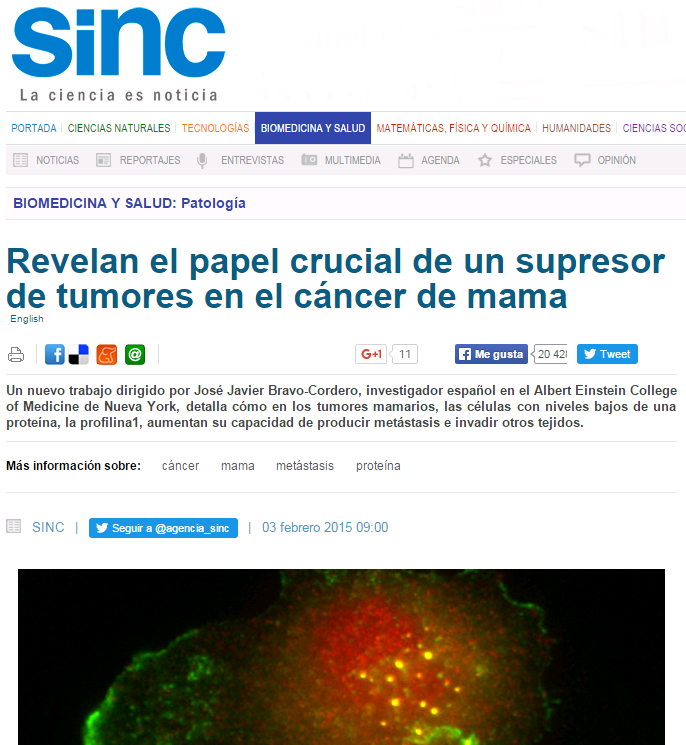 sinc
La ciencia es noticia
PORTADA CIENCIAS NATURALES TECNOLOGÍAS BIOMEDICINA Y SALUD MATEMÁTICAS, FÍSICA Y QUÍMICA HUMANIDADES CIENCIAS SOC
NOTICIAS REPORTAJES ENTREVISTAS MULTIMEDIA AGENDA ESPECIALES OPINIÓN
BIOMEDICINA Y SALUD: Patología
Revelan el papel crucial de un supresor
de tumores en el cáncer de mama
English
G+1 11 Me gusta 20 428 Tweet
Un nuevo trabajo dirigido por José Javier Bravo-Cordero, investigador español en el Albert Einstein College
of Medicine de Nueva York, detalla cómo en los tumores mamarios, las células con niveles bajos de una
proteína, la profilina1, aumentan su capacidad de producir metástasis e invadir otros tejidos.
Más información sobre: cáncer mama metástasis proteína
SINC | Seguir a @agencia_sinc | 03 febrero 2015 09:00